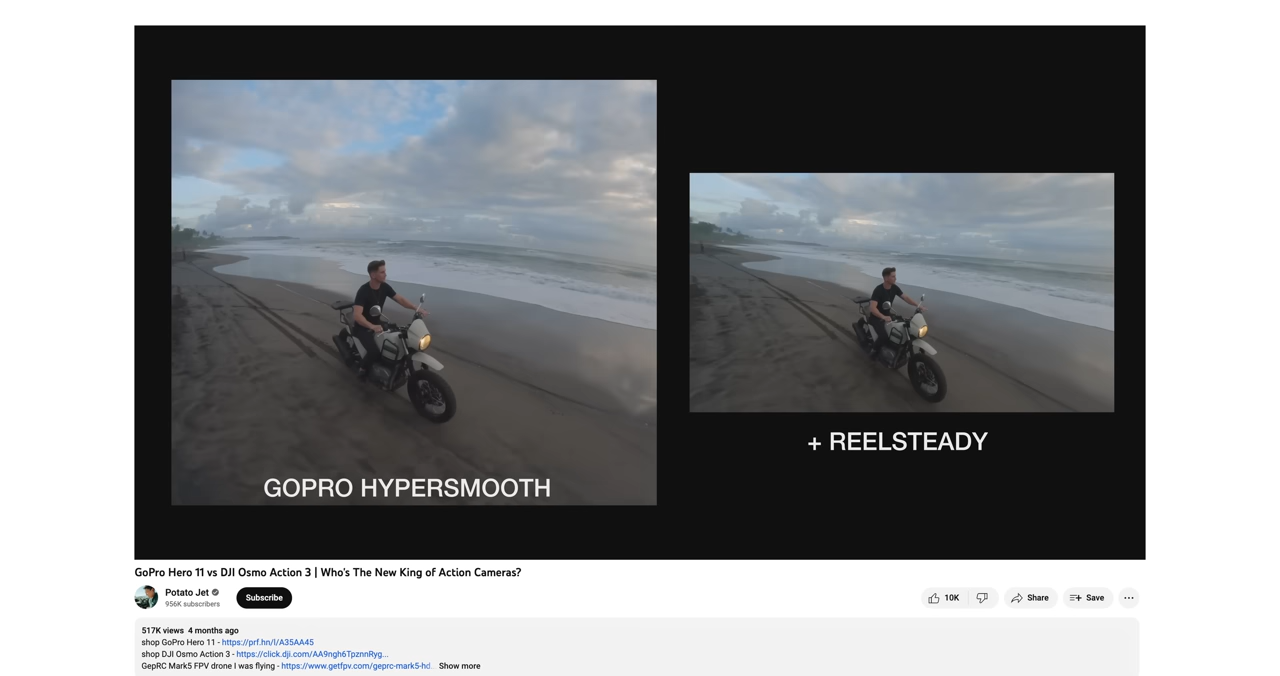 GOPRO HYPERSMOOTH
+ REELSTEADY
GoPro Hero 11 vs DJI Osmo Action 3 | Who's The New King of Action Cameras?
Potato Jet
956K subscribers
Subscribe
10K
Share
Save
517K views 4 months ago
shop GoPro Hero 11 - https://prf.hn/l/A35AA45
shop DJI Osmo Action 3 - https://click.dji.com/AA9ngh6TpznnRyg...
GepRC Mark5 FPV drone I was flying - https://www.getfpv.com/geprc-mark5-hd. Show more